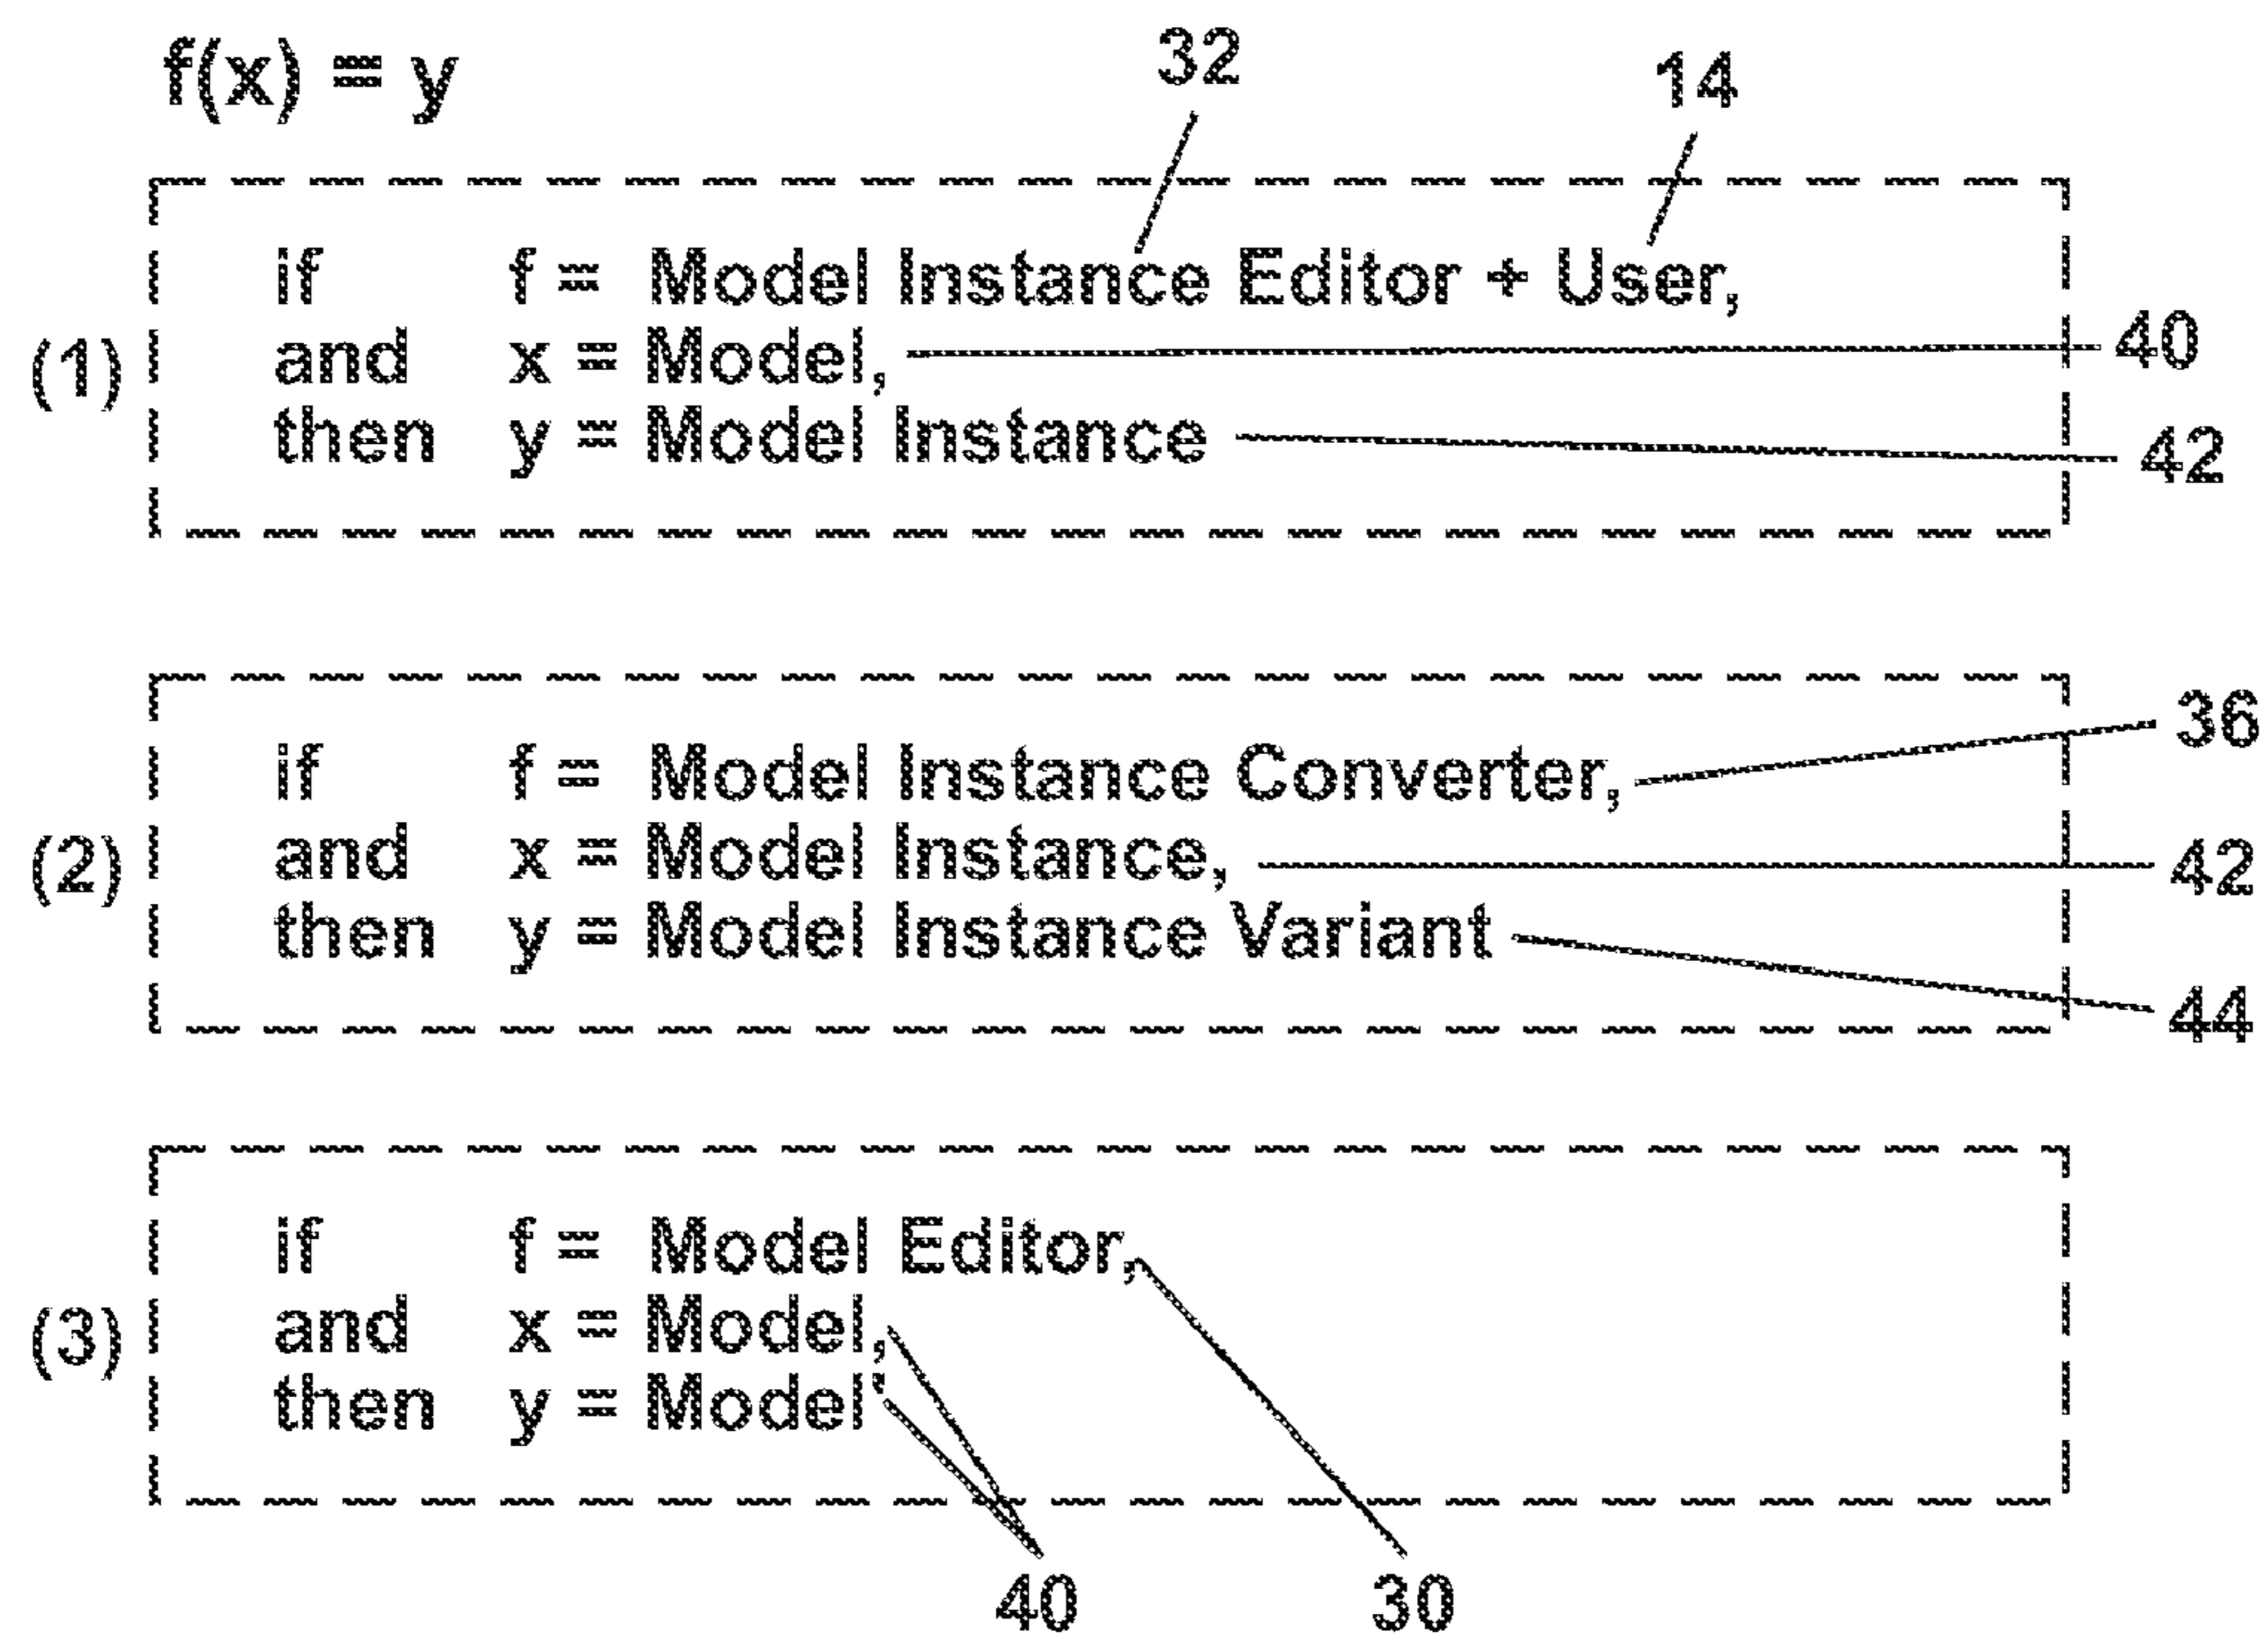 f(x) = y
32 14
if f = Model Instance Editor + User,
(1) and x = Model, 40
then y = Model Instance 42
36
if f = Model Instance Converter,
(2) and x = Model Instance, 42
then y = Model Instance Variant
44
if f = Model Editor,
(3) and x = Model,
then y = Model‘
40 30